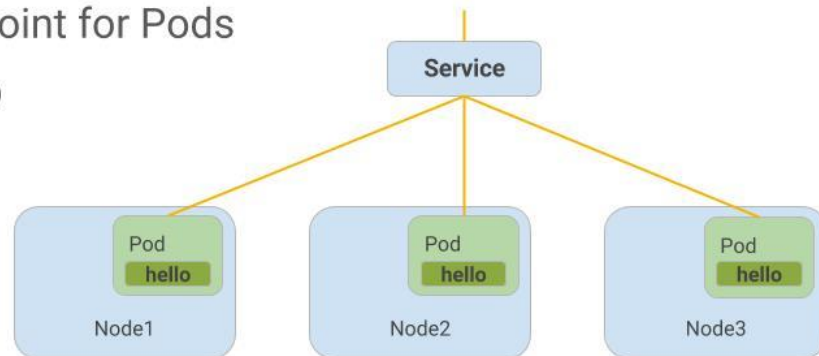 oint for Pods
)
Service
Pod
hello
Node1
Pod
hello
Node2
Pod
hello
Node3